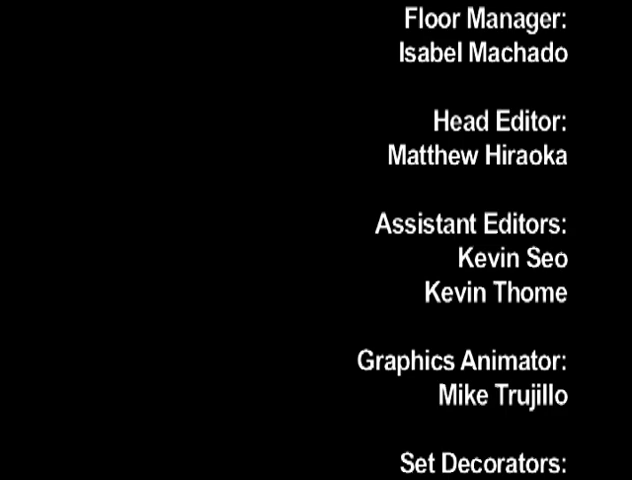 Floor Manager:
Isabel Machado
Head Editor:
Matthew Hiraoka
Assistant Editors:
Kevin Seo
Kevin Thome
Graphics Animator:
Mike Trujillo
Set Decorators: